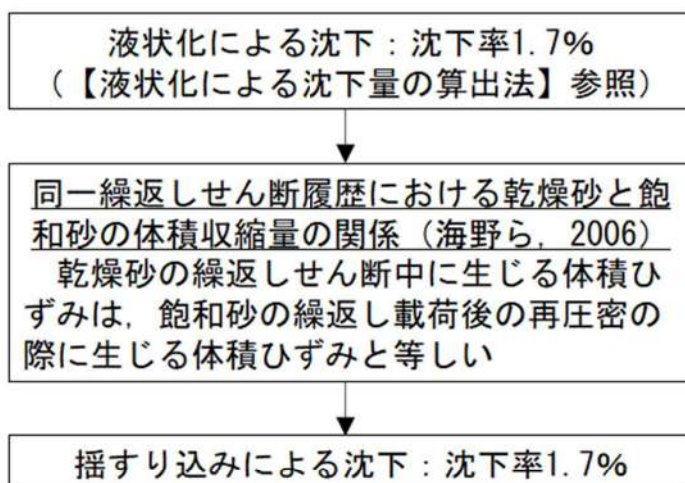 液状化による沈下：沈下率1.7%
（【液状化による沈下量の算出法】参照）
同一繰返しせん断履歴における乾燥砂と飽
和砂の体積収縮量の関係（海野ら，2006）
乾燥砂の繰返しせん断中に生じる体積ひ
ずみは，飽和砂の繰返し載荷後の再圧密の
際に生じる体積ひずみと等しい
揺すり込みによる沈下：沈下率1.7%